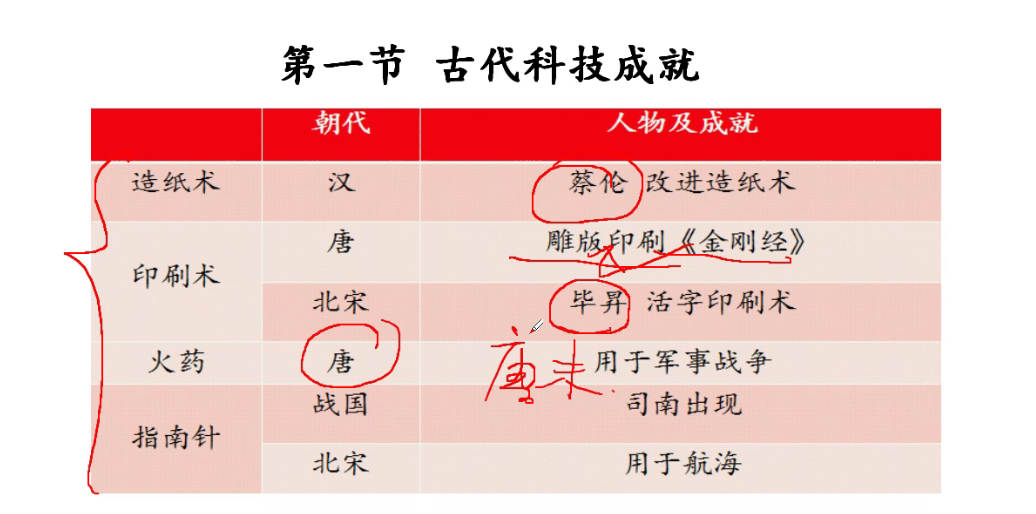 第一节 古代科技成就
朝代 人物及成就
造纸术 汉 蔡伦 改进造纸术
印刷术 唐 雕版印刷《金刚经》
北宋 毕昇 活字印刷术
火药 唐 唐末 用于军事战争
指南针 战国 司南出现
北宋 用于航海